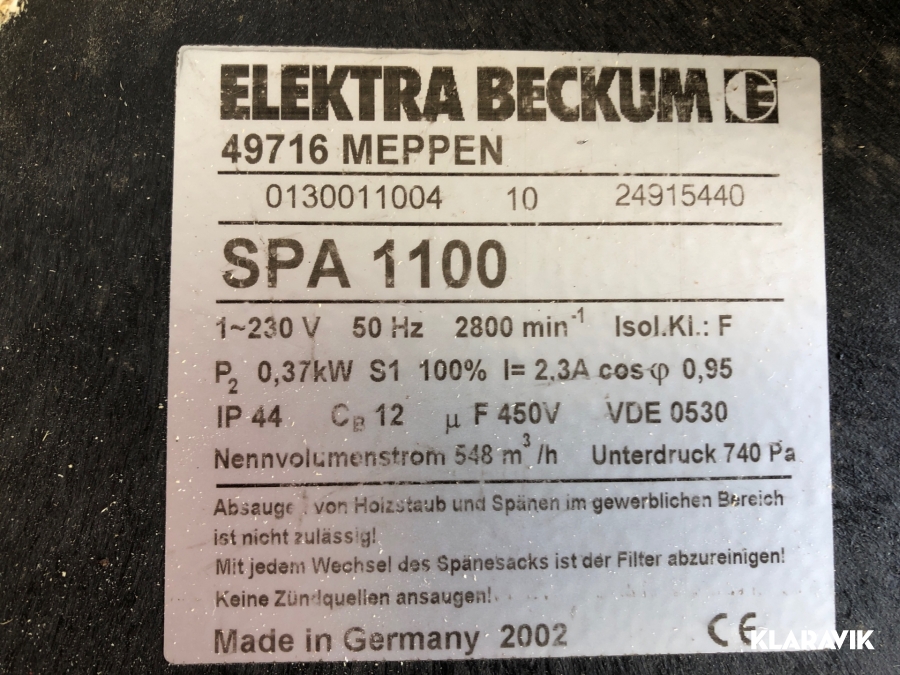 ELEKTRA BECKUM E
49716 MEPPEN
0130011004 10 24915440
SPA 1100
1~230 V 50 Hz 2800 min⁻¹ Isol.Kl.: F
P₂ 0,37kW S1 100% I= 2,3A cosφ 0,95
IP 44 C_B 12 µ F 450V VDE 0530
Nennvolumenstrom 548 m³/h Unterdruck 740 Pa
Absaugen von Holzstaub und Spänen im gewerblichen Bereich
ist nicht zulässig!
Mit jedem Wechsel des Spänesacks ist der Filter abzureinigen!
Keine Zündquellen ansaugen!
Made in Germany 2002 CE
KLARAVIK